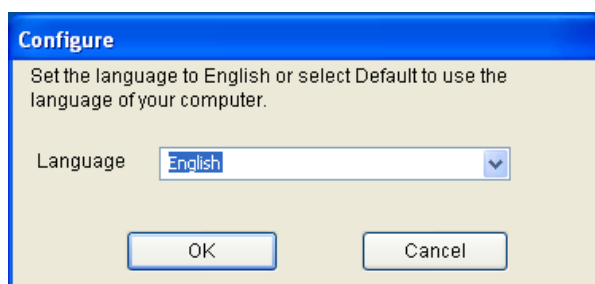 Configure
Set the language to English or select Default to use the
language of your computer.
Language English
OK Cancel